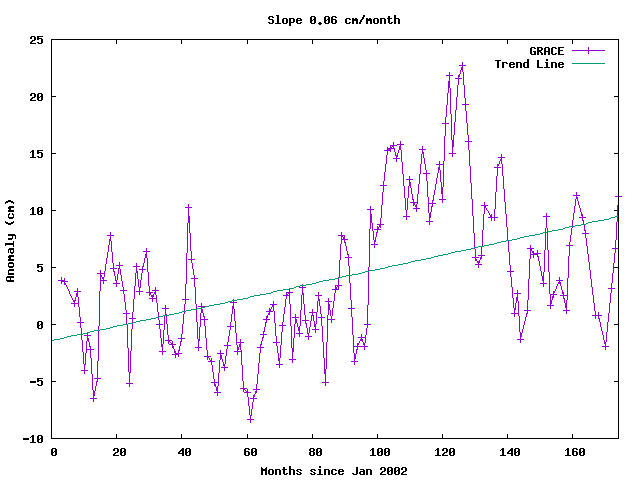 Slope 0.06 cm/month
GRACE
Trend Line
25
20
15
10
5
0
-5
-10
Anomaly (cm)
0 20 40 60 80 100 120 140 160
Months since Jan 2002